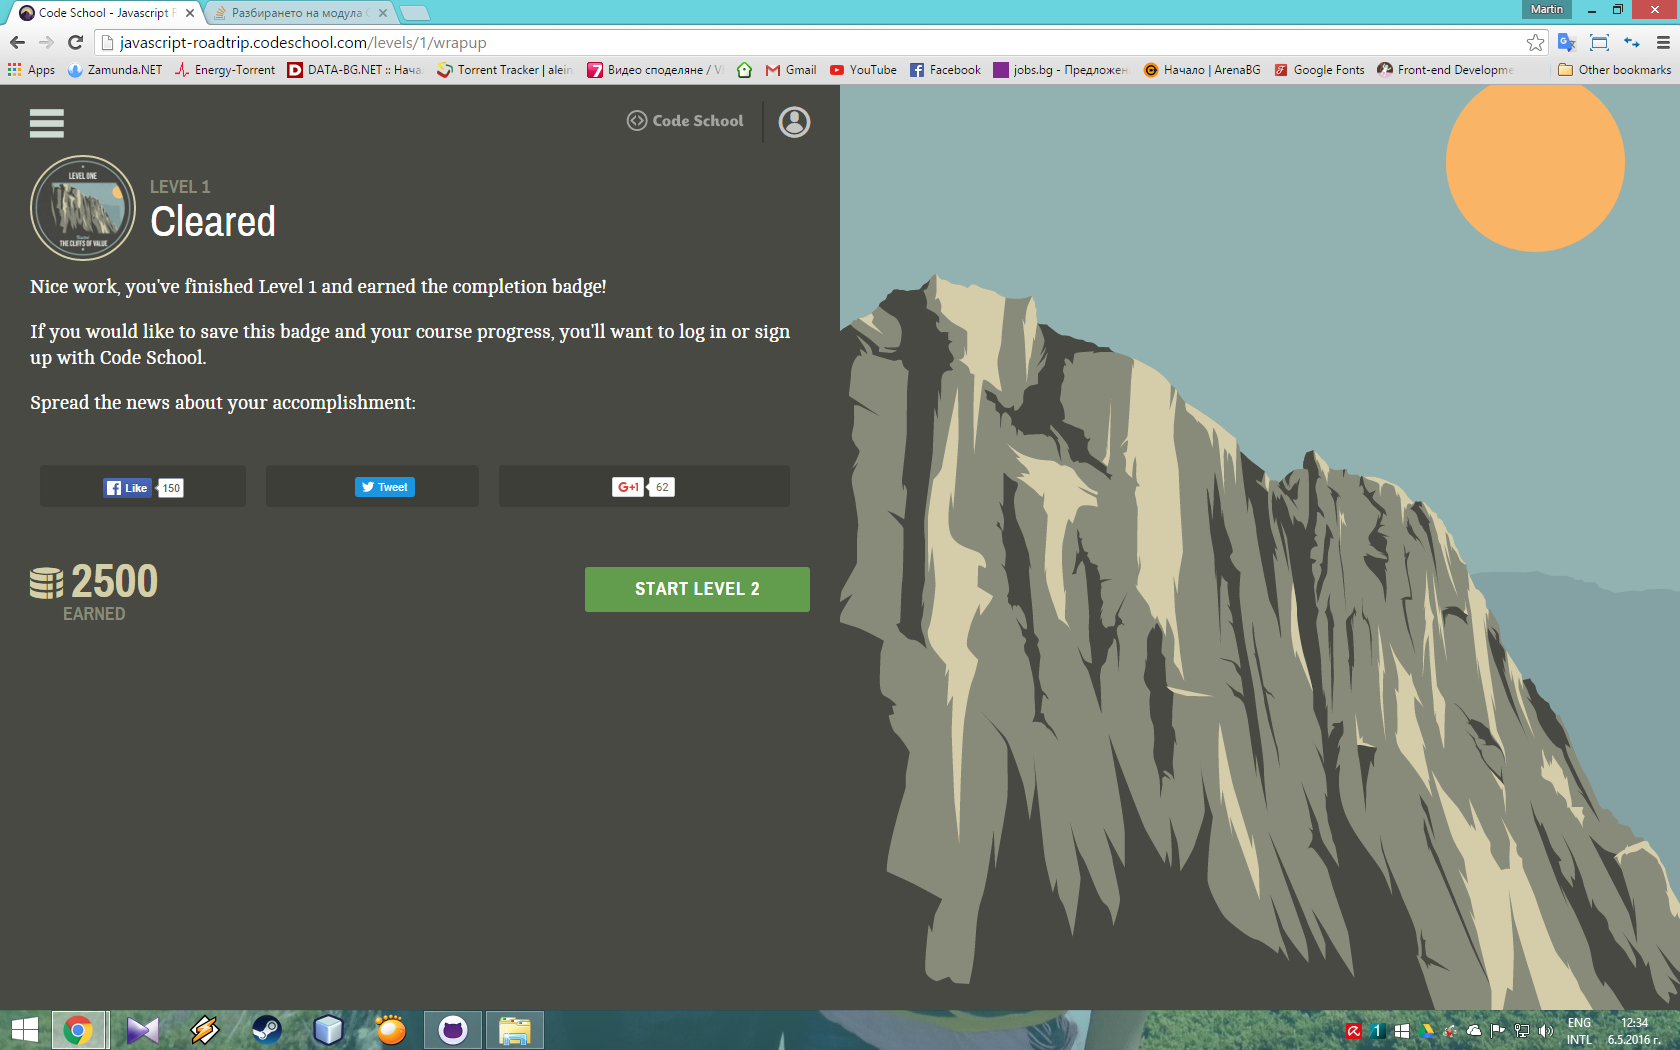 Code School - Javascript R
Разбирането на модула
Martin
javascript-roadtrip.codeschool.com/levels/1/wrapup
Apps
Zamunda.NET
Energy-Torrent
DATA-BG.NET :: Нача
Torrent Tracker | alein
Видео споделяне / V
Gmail
YouTube
Facebook
jobs.bg - Предложен
Начало | ArenaBG
Google Fonts
Front-end Developme
Other bookmarks
Code School
LEVEL ONE
THE CLIFFS OF VALUE
LEVEL 1
Cleared
Nice work, you've finished Level 1 and earned the completion badge!
If you would like to save this badge and your course progress, you'll want to log in or sign
up with Code School.
Spread the news about your accomplishment:
Like 150
Tweet
G+1 62
2500
EARNED
START LEVEL 2
ENG
INTL
12:34
6.5.2016 г.